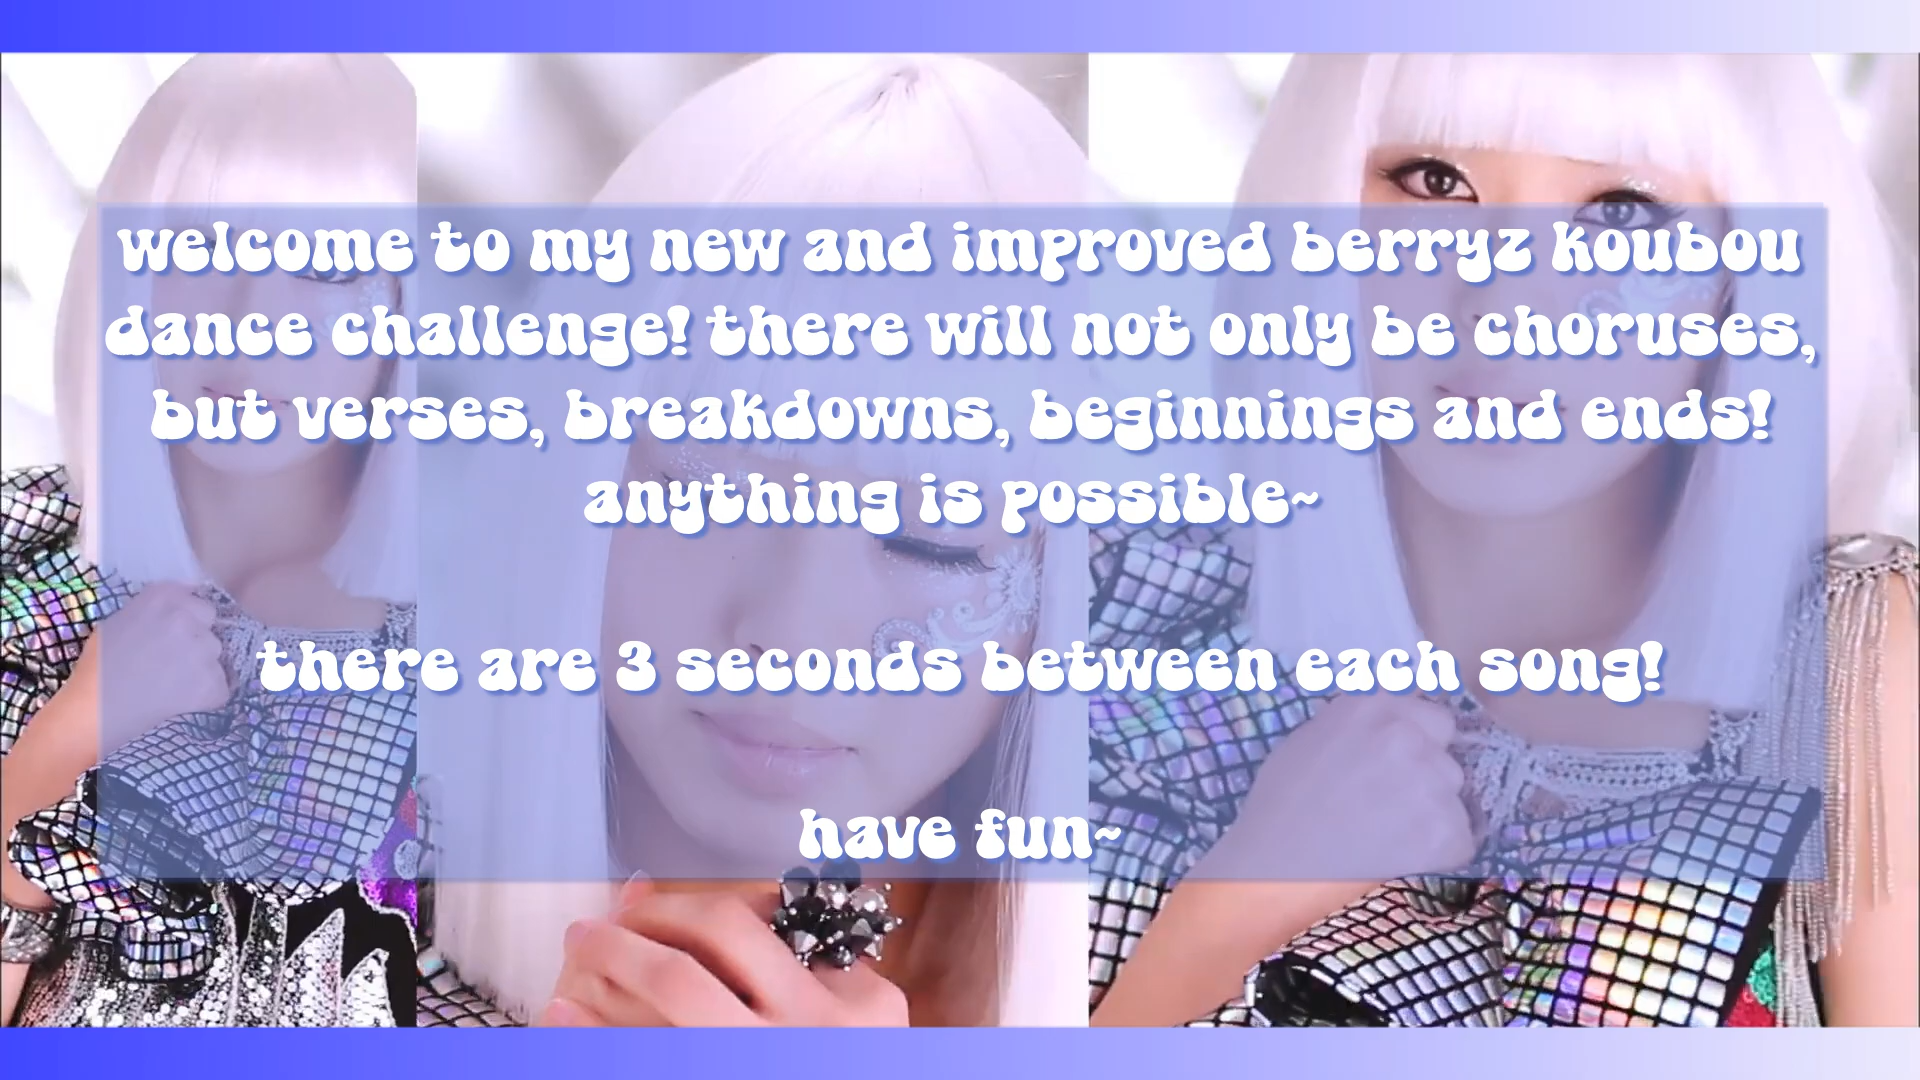 welcome to my new and improved berryz koubou
dance challenge! there will not only be choruses,
but verses, breakdowns, beginnings and ends!
anything is possible~
there are 3 seconds between each song!
have fun~